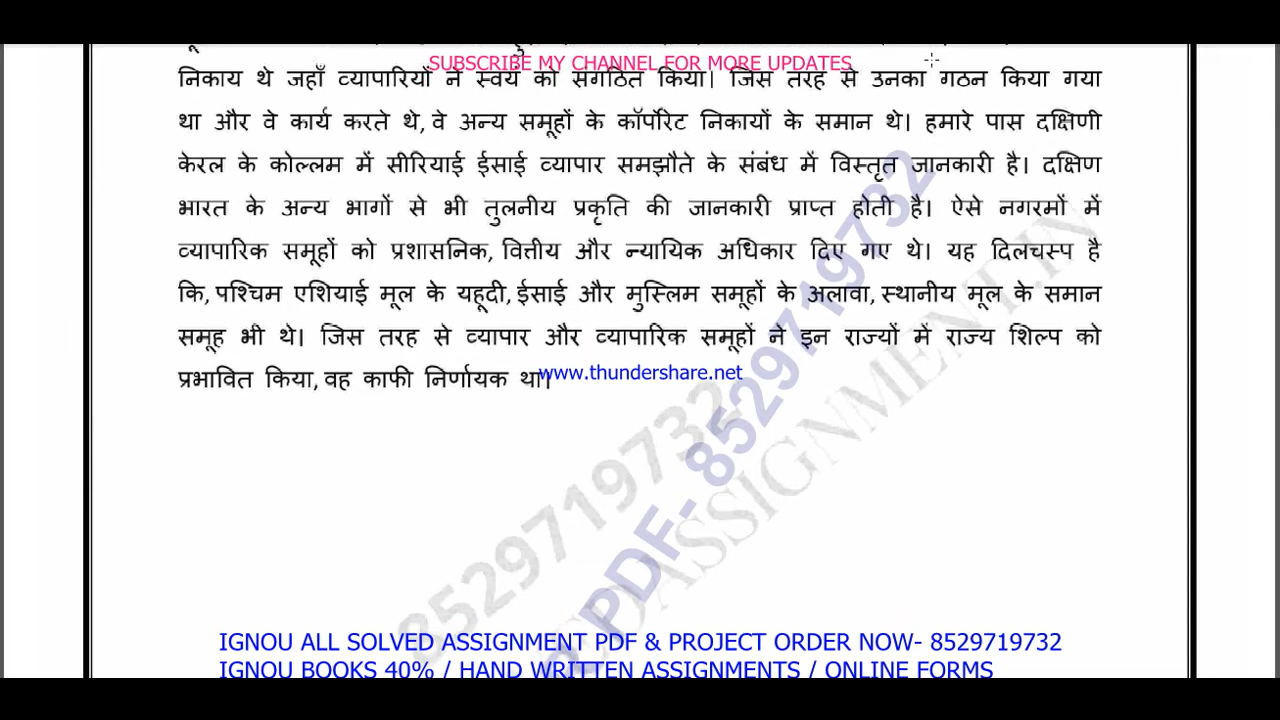 SUBSCRIBE MY CHANNEL FOR MORE UPDATES
निकाय थे जहाँ व्यापारियों ने स्वयं को संगठित किया। जिस तरह से उनका गठन किया गया
था और वे कार्य करते थे, वे अन्य समूहों के कॉर्पोरेट निकायों के समान थे। हमारे पास दक्षिणी
केरल के कोल्लम में सीरियाई ईसाई व्यापार समझौते के संबंध में विस्तृत जानकारी है। दक्षिण
भारत के अन्य भागों से भी तुलनीय प्रकृति की जानकारी प्राप्त होती है। ऐसे नगरमों में
व्यापारिक समूहों को प्रशासनिक, वित्तीय और न्यायिक अधिकार दिए गए थे। यह दिलचस्प है
कि, पश्चिम एशियाई मूल के यहूदी, ईसाई और मुस्लिम समूहों के अलावा, स्थानीय मूल के समान
समूह भी थे। जिस तरह से व्यापार और व्यापारिक समूहों ने इन राज्यों में राज्य शिल्प को
प्रभावित किया, वह काफी निर्णायक था।
www.thundershare.net
8529719732
PDF- 8529719732
ASSIGNMENT.IN
IGNOU ALL SOLVED ASSIGNMENT PDF & PROJECT ORDER NOW- 8529719732
IGNOU BOOKS 40% / HAND WRITTEN ASSIGNMENTS / ONLINE FORMS